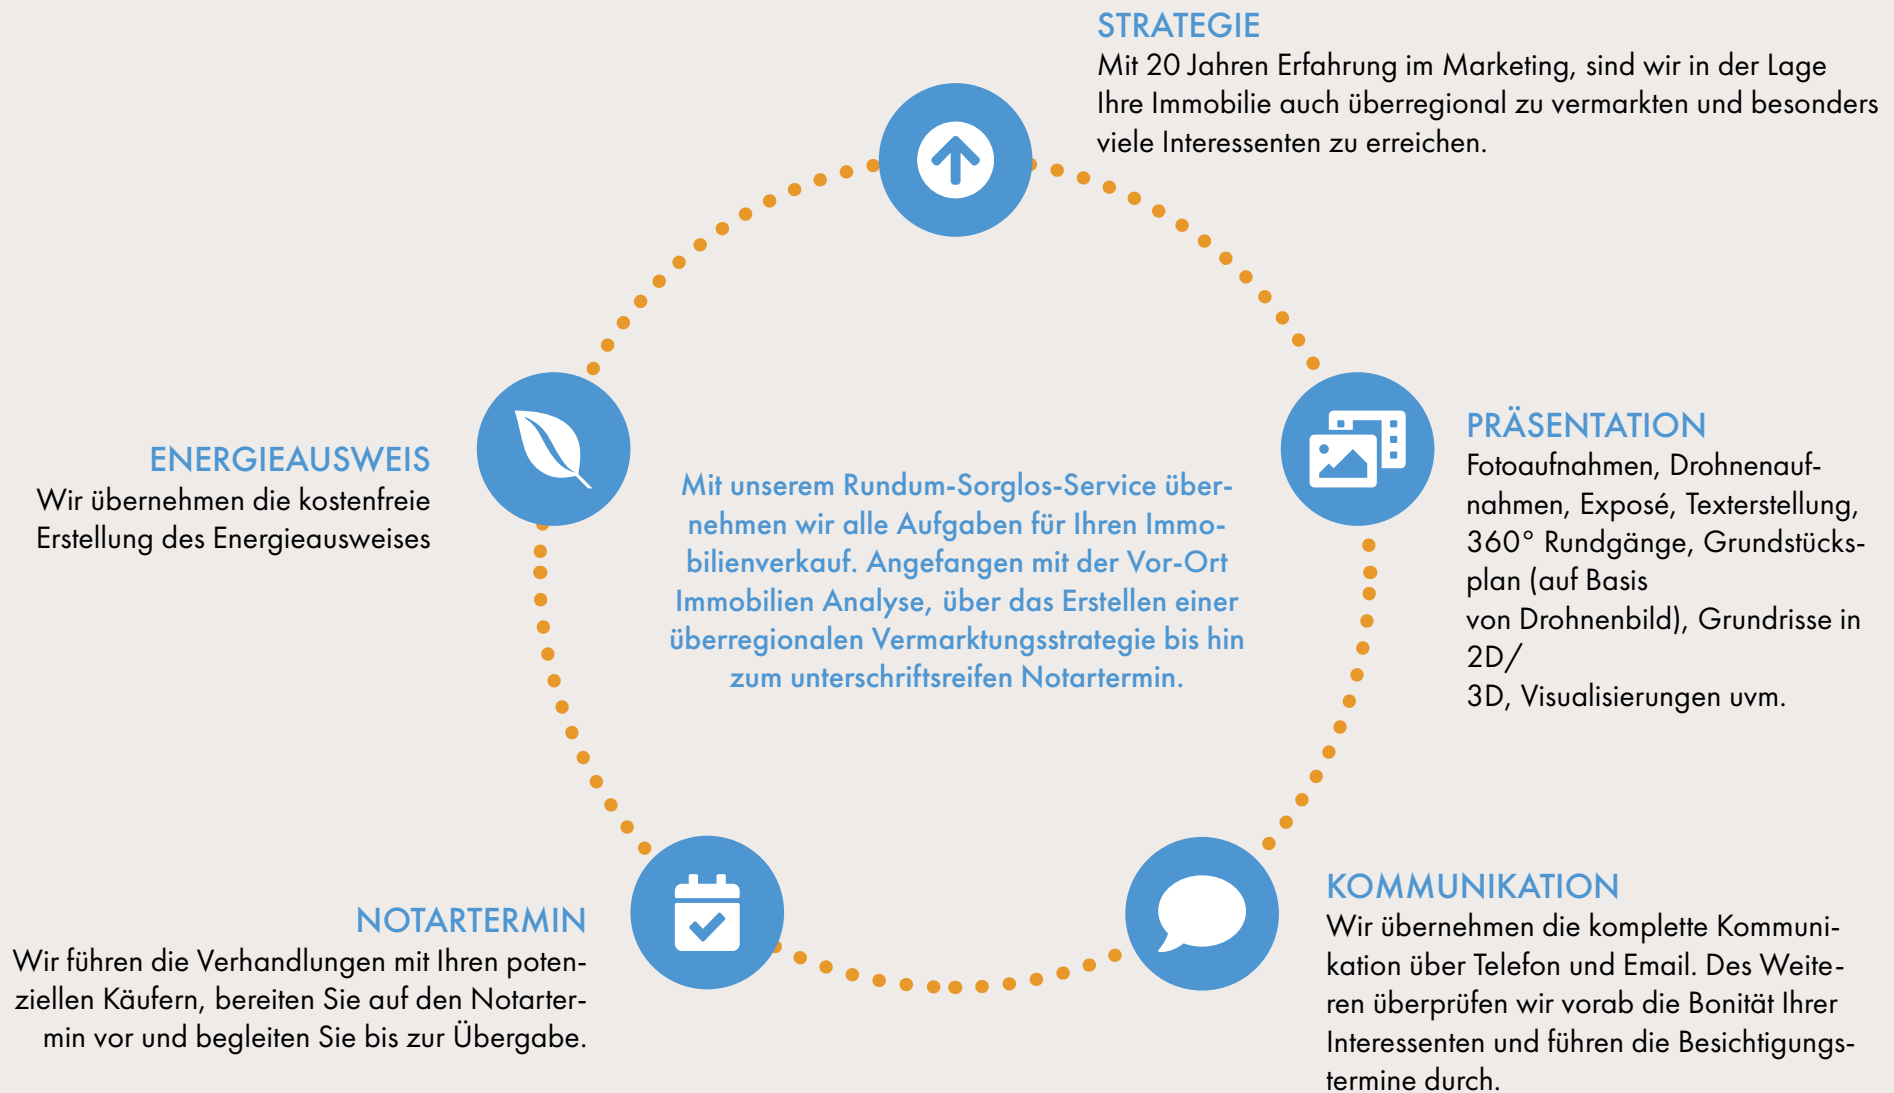 STRATEGIE
Mit 20 Jahren Erfahrung im Marketing, sind wir in der Lage
Ihre Immobilie auch überregional zu vermarkten und besonders
viele Interessenten zu erreichen.
PRÄSENTATION
Fotoaufnahmen, Drohnenauf-
nahmen, Exposé, Texterstellung,
360° Rundgänge, Grundstücks-
plan (auf Basis
von Drohnenbild), Grundrisse in
2D/
3D, Visualisierungen uvm.
KOMMUNIKATION
Wir übernehmen die komplette Kommuni-
kation über Telefon und Email. Des Weite-
ren überprüfen wir vorab die Bonität Ihrer
Interessenten und führen die Besichtigungs-
termine durch.
NOTARTERMIN
Wir führen die Verhandlungen mit Ihren poten-
ziellen Käufern, bereiten Sie auf den Notarter-
min vor und begleiten Sie bis zur Übergabe.
ENERGIEAUSWEIS
Wir übernehmen die kostenfreie
Erstellung des Energieausweises
Mit unserem Rundum-Sorglos-Service über-
nehmen wir alle Aufgaben für Ihren Immo-
bilienverkauf. Angefangen mit der Vor-Ort
Immobilien Analyse, über das Erstellen einer
überregionalen Vermarktungsstrategie bis hin
zum unterschriftsreifen Notartermin.